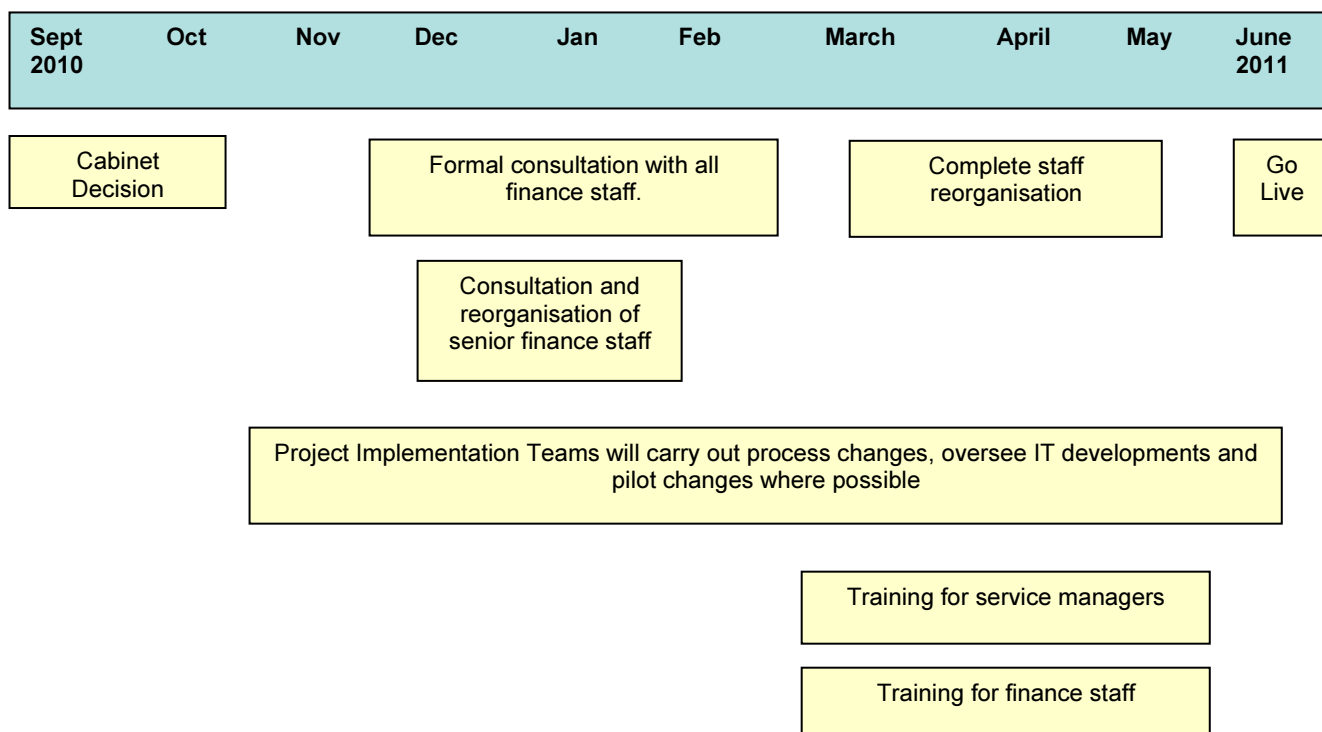 Sept Oct Nov Dec Jan Feb March April May June
2010 2011
Cabinet
Decision
Formal consultation with all
finance staff.
Complete staff
reorganisation
Go
Live
Consultation and
reorganisation of
senior finance staff
Project Implementation Teams will carry out process changes, oversee IT developments and
pilot changes where possible
Training for service managers
Training for finance staff